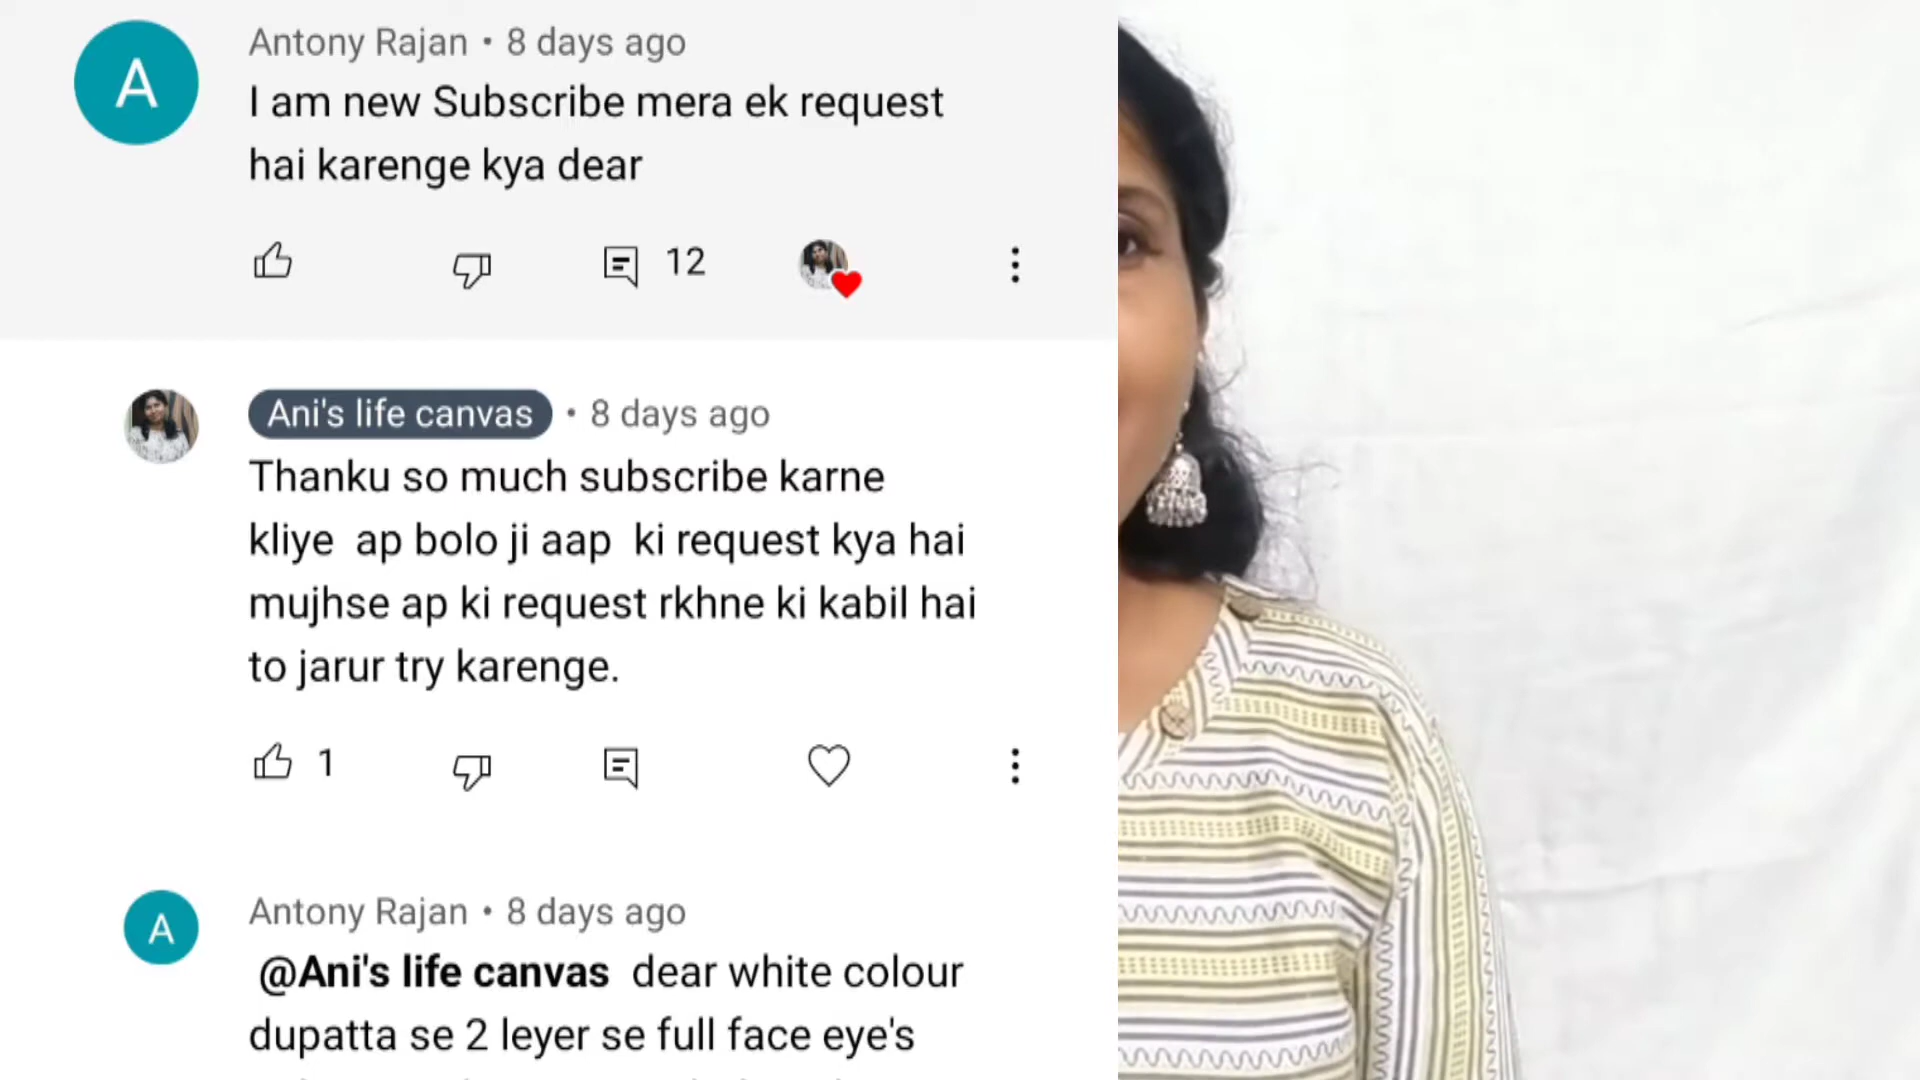 Antony Rajan • 8 days ago
A
I am new Subscribe mera ek request
hai karenge kya dear
12
Ani's life canvas • 8 days ago
Thanku so much subscribe karne
kliye ap bolo ji aap ki request kya hai
mujhse ap ki request rkhne ki kabil hai
to jarur try karenge.
1
Antony Rajan • 8 days ago
A
@Ani's life canvas dear white colour
dupatta se 2 leyer se full face eye's